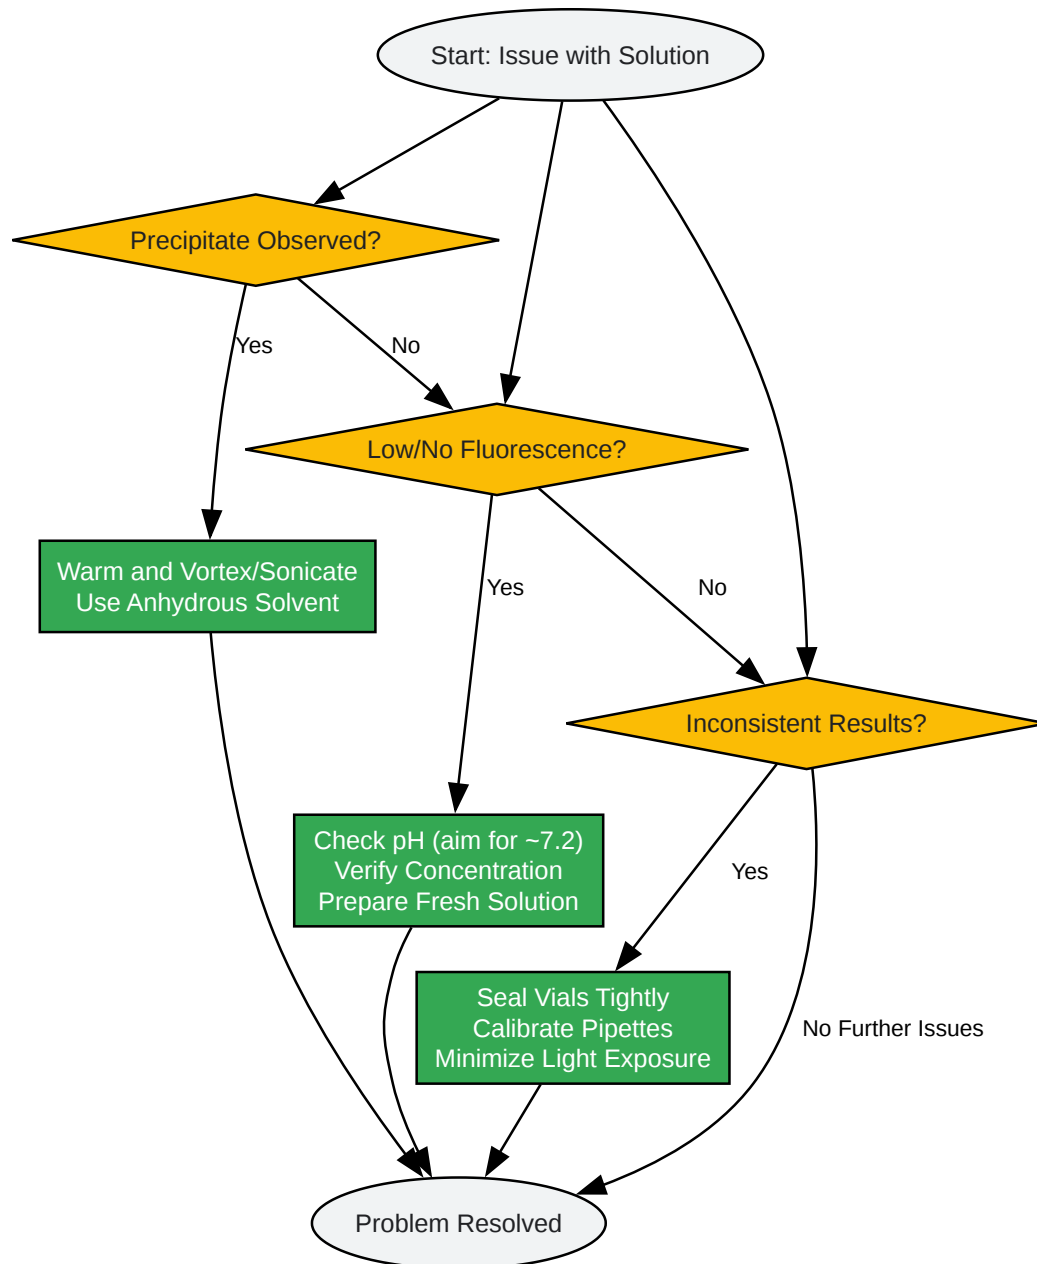 Start: Issue with Solution
Precipitate Observed?
Yes
No
Low/No Fluorescence?
Warm and Vortex/Sonicate
Use Anhydrous Solvent
Yes
No
Inconsistent Results?
Check pH (aim for ~7.2)
Verify Concentration
Prepare Fresh Solution
Yes
Seal Vials Tightly
Calibrate Pipettes
Minimize Light Exposure
No Further Issues
Problem Resolved